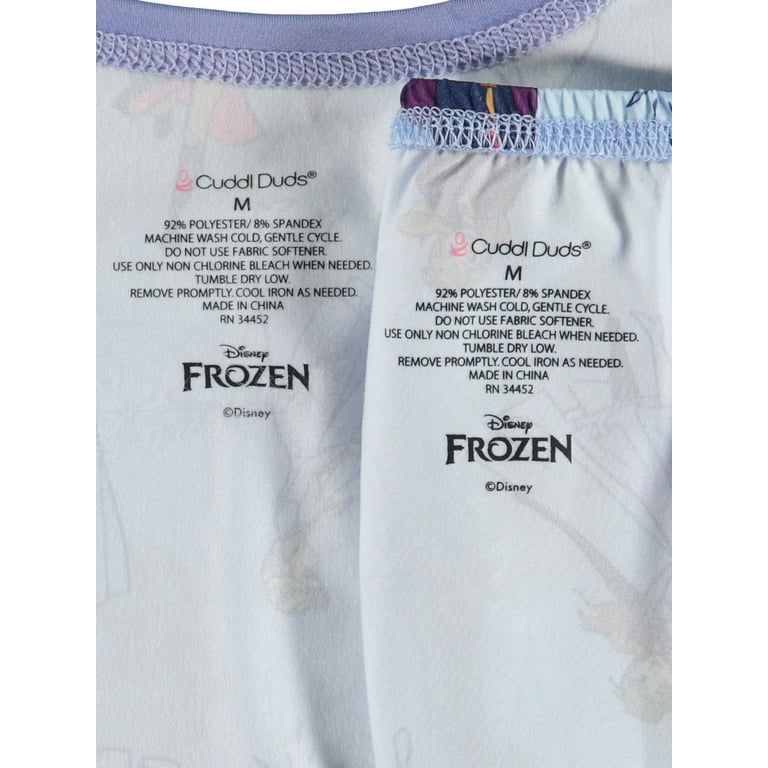 Cuddl Duds®
M
92% POLYESTER/ 8% SPANDEX
MACHINE WASH COLD, GENTLE CYCLE.
DO NOT USE FABRIC SOFTENER.
USE ONLY NON CHLORINE BLEACH WHEN NEEDED.
TUMBLE DRY LOW.
REMOVE PROMPTLY. COOL IRON AS NEEDED.
MADE IN CHINA
RN 34452
Disney
FROZEN
©Disney
Cuddl Duds®
M
92% POLYESTER/ 8% SPANDEX
MACHINE WASH COLD, GENTLE CYCLE.
DO NOT USE FABRIC SOFTENER.
USE ONLY NON CHLORINE BLEACH WHEN NEEDED.
TUMBLE DRY LOW.
REMOVE PROMPTLY. COOL IRON AS NEEDED.
MADE IN CHINA
RN 34452
Disney
FROZEN
©Disney